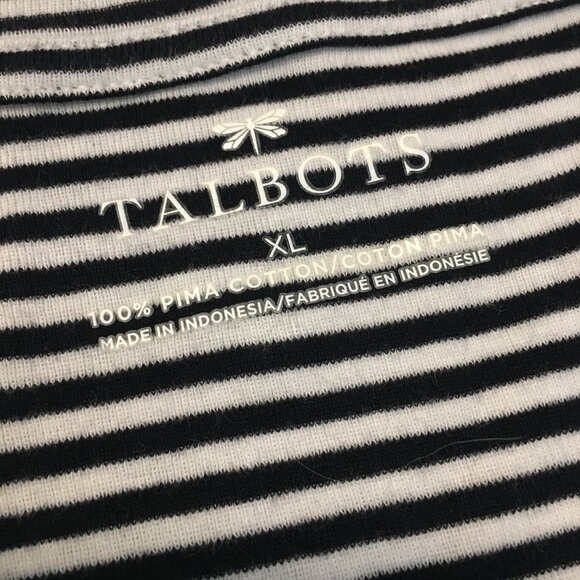 TALBOTS
XL
100% PIMA COTTON/COTON PIMA
MADE IN INDONESIA/FABRIQUÉ EN INDONÉSIE